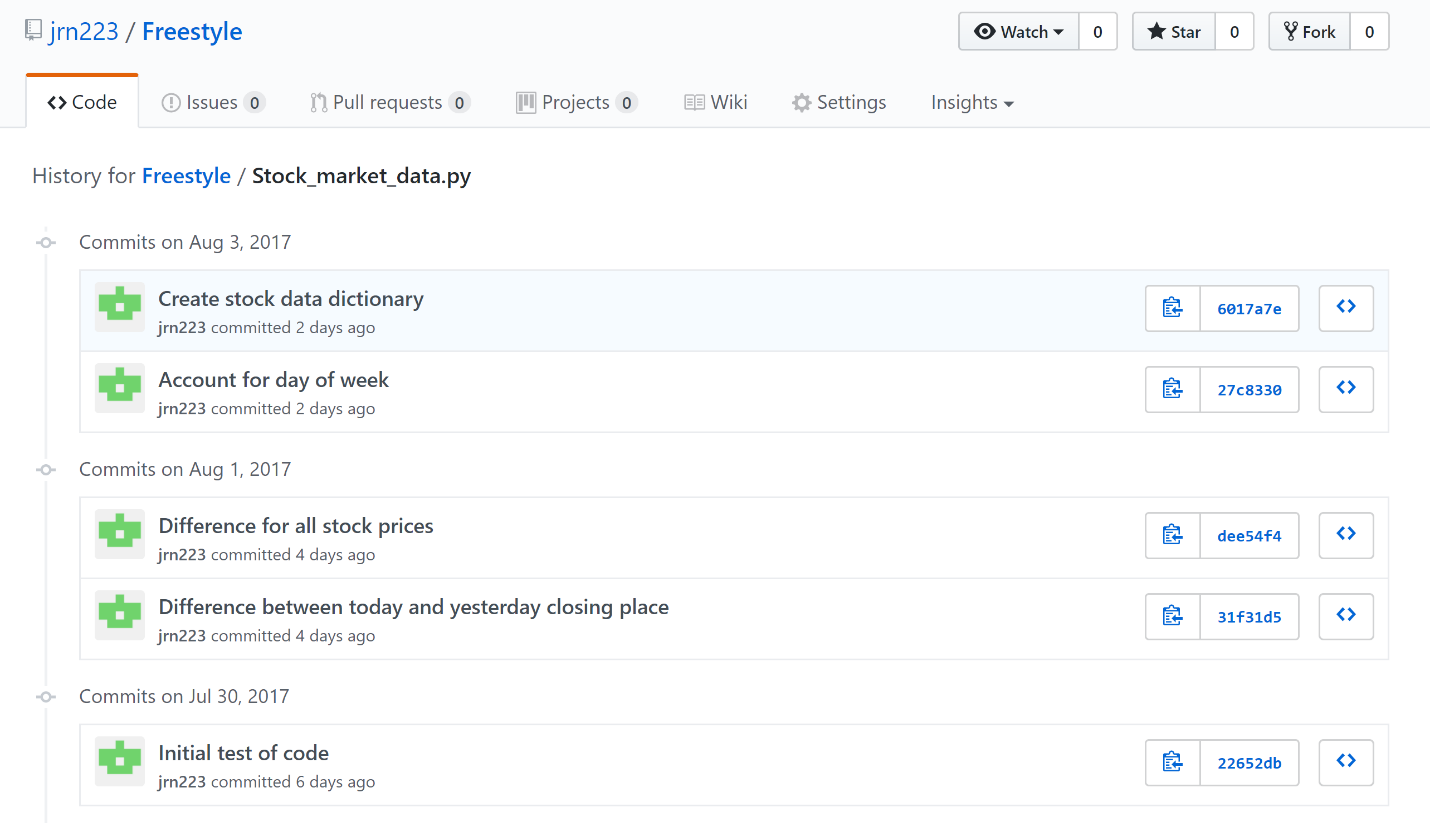 jrn223 / Freestyle
Watch 0 Star 0 Fork 0
Code Issues 0 Pull requests 0 Projects 0 Wiki Settings Insights
History for Freestyle / Stock_market_data.py
Commits on Aug 3, 2017
Create stock data dictionary
jrn223 committed 2 days ago
6017a7e
Account for day of week
jrn223 committed 2 days ago
27c8330
Commits on Aug 1, 2017
Difference for all stock prices
jrn223 committed 4 days ago
dee54f4
Difference between today and yesterday closing place
jrn223 committed 4 days ago
31f31d5
Commits on Jul 30, 2017
Initial test of code
jrn223 committed 6 days ago
22652db